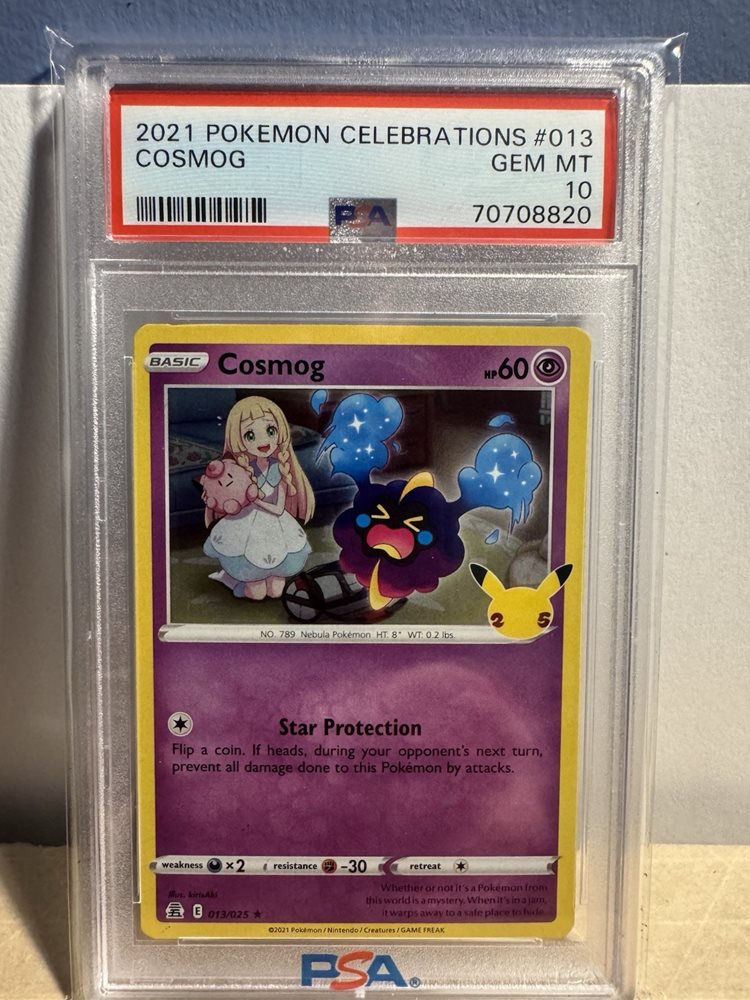 2021 POKEMON CELEBRATIONS #013
COSMOG GEM MT
10
PSA 70708820
BASIC Cosmog HP60
25
NO. 789 Nebula Pokémon HT: 8" WT: 0.2 lbs.
Star Protection
Flip a coin. If heads, during your opponent's next turn,
prevent all damage done to this Pokémon by attacks.
weakness ×2 resistance -30 retreat
Illus. kirisAki
Whether or not it's a Pokémon from
this world is a mystery. When it's in a jam,
it warps away to a safe place to hide.
E 013/025 ★
©2021 Pokémon / Nintendo / Creatures / GAME FREAK
PSA®